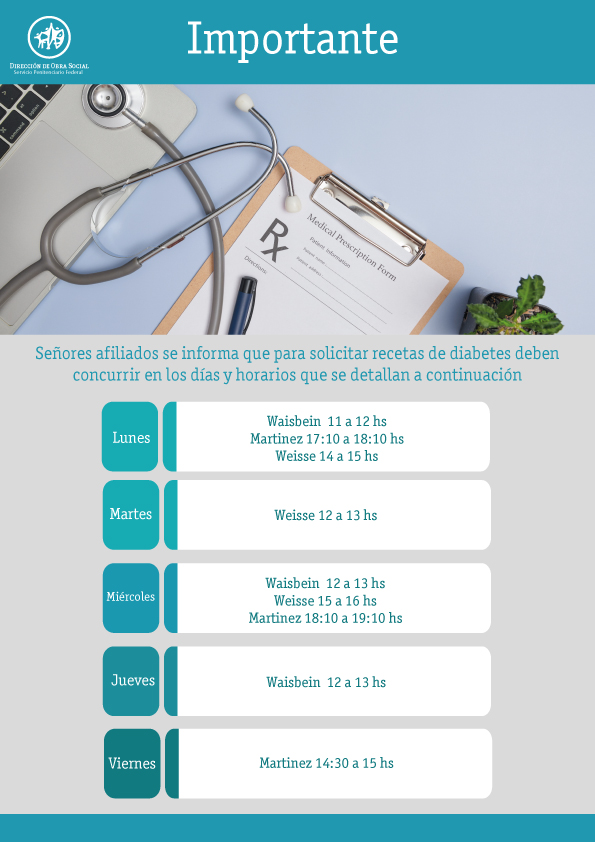 Importante
DIRECCIÓN DE OBRA SOCIAL
Servicio Penitenciario Federal
Medical Prescription Form
Rx
Patient information
Patient name:
Patient address:
Directions:
Señores afiliados se informa que para solicitar recetas de diabetes deben
concurrir en los días y horarios que se detallan a continuación
Lunes
Waisbein 11 a 12 hs
Martinez 17:10 a 18:10 hs
Weisse 14 a 15 hs
Martes
Weisse 12 a 13 hs
Miércoles
Waisbein 12 a 13 hs
Weisse 15 a 16 hs
Martinez 18:10 a 19:10 hs
Jueves
Waisbein 12 a 13 hs
Viernes
Martinez 14:30 a 15 hs